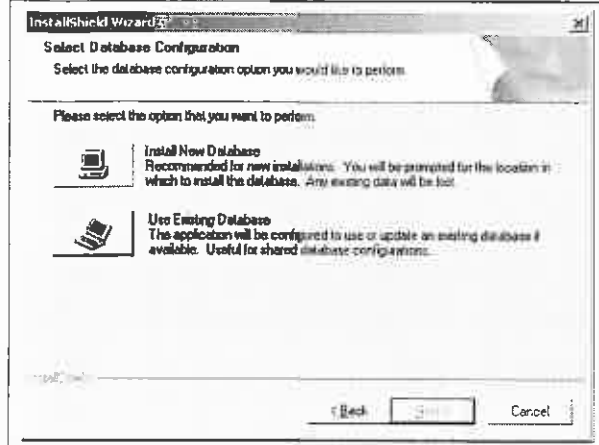 InstallShield Wizard
Select Database Configuration
Select the database configuration option you would like to perform.
Please select the option that you want to perform.
Install New Database
Recommended for new installations. You will be prompted for the location in
which to install the database. Any existing data will be lost.
Use Existing Database
The application will be configured to use or update an existing database if
available. Useful for shared database configurations.
< Back
Cancel